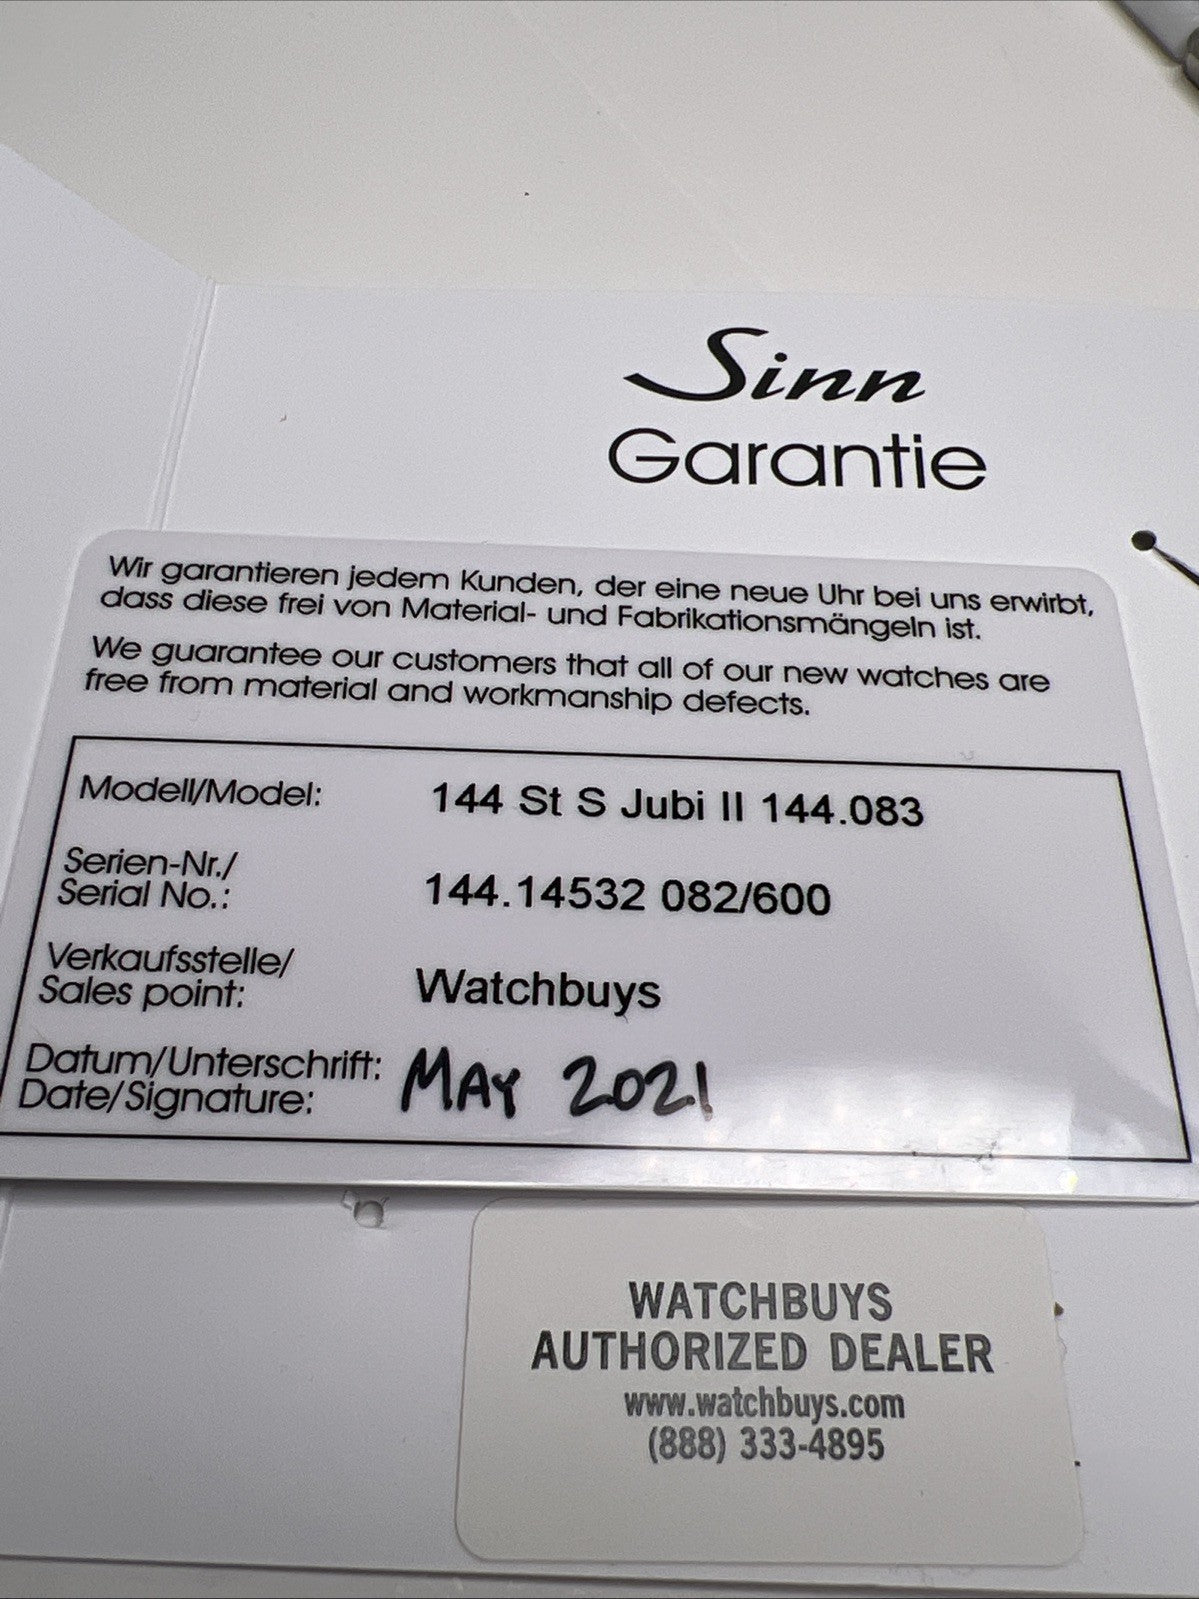 Sinn
Garantie
Wir garantieren jedem Kunden, der eine neue Uhr bei uns erwirbt,
dass diese frei von Material- und Fabrikationsmängeln ist.
We guarantee our customers that all of our new watches are
free from material and workmanship defects.
Modell/Model: 144 St S Jubi II 144.083
Serien-Nr./
Serial No.: 144.14532 082/600
Verkaufsstelle/
Sales point: Watchbuys
Datum/Unterschrift: MAY 2021
Date/Signature:
WATCHBUYS
AUTHORIZED DEALER
www.watchbuys.com
(888) 333-4895